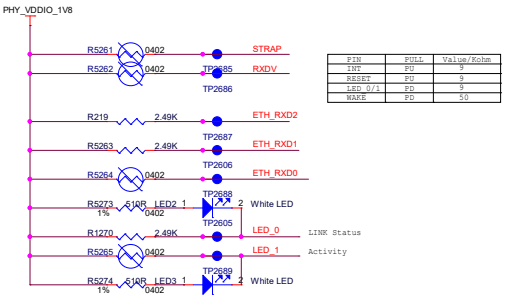 PHY_VDDIO_1V8
R5261 0402 STRAP
R5262 0402 TP2685 RXDV
TP2686
R219 2.49K ETH_RXD2
TP2687
R5263 2.49K ETH_RXD1
TP2606
R5264 0402 ETH_RXD0
TP2688
R5273 510R LED2 1 2 White LED
1% 0402
TP2605
R1270 2.49K LED_0 LINK Status
R5265 0402 LED_1 Activity
TP2689
R5274 510R LED3 1 2 White LED
1% 0402
PIN PULL Value/Kohm
INT PU 9
RESET PU 9
LED 0/1 PD 9
WAKE PD 50